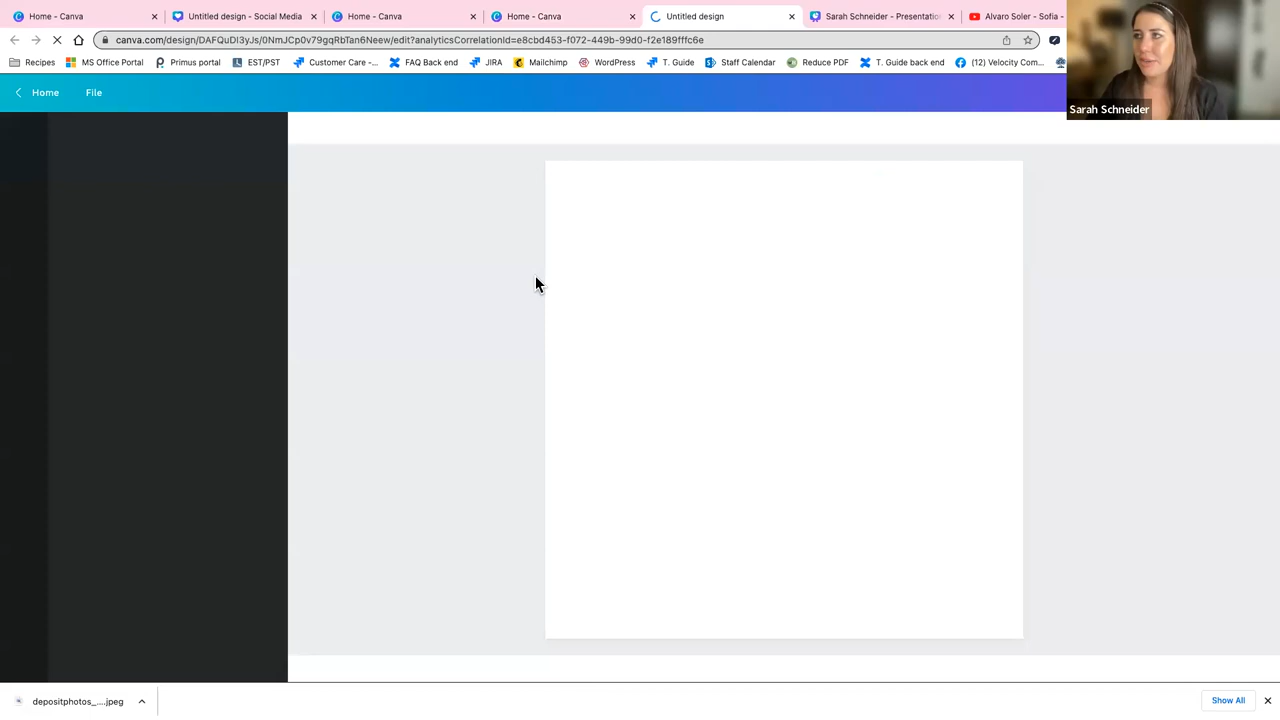 Home - Canva
Untitled design - Social Media
Home - Canva
Home - Canva
Untitled design
Sarah Schneider - Presentatio
Alvaro Soler - Sofia -
canva.com/design/DAFQuDI3yJs/0NmJCp0v79gqRbTan6Neew/edit?analyticsCorrelationId=e8cbd453-f072-449b-99d0-f2e189fffc6e
Recipes
MS Office Portal
Primus portal
EST/PST
Customer Care -...
FAQ Back end
JIRA
Mailchimp
WordPress
T. Guide
Staff Calendar
Reduce PDF
T. Guide back end
(12) Velocity Com...
Home
File
Sarah Schneider
depositphotos_....jpeg
Show All